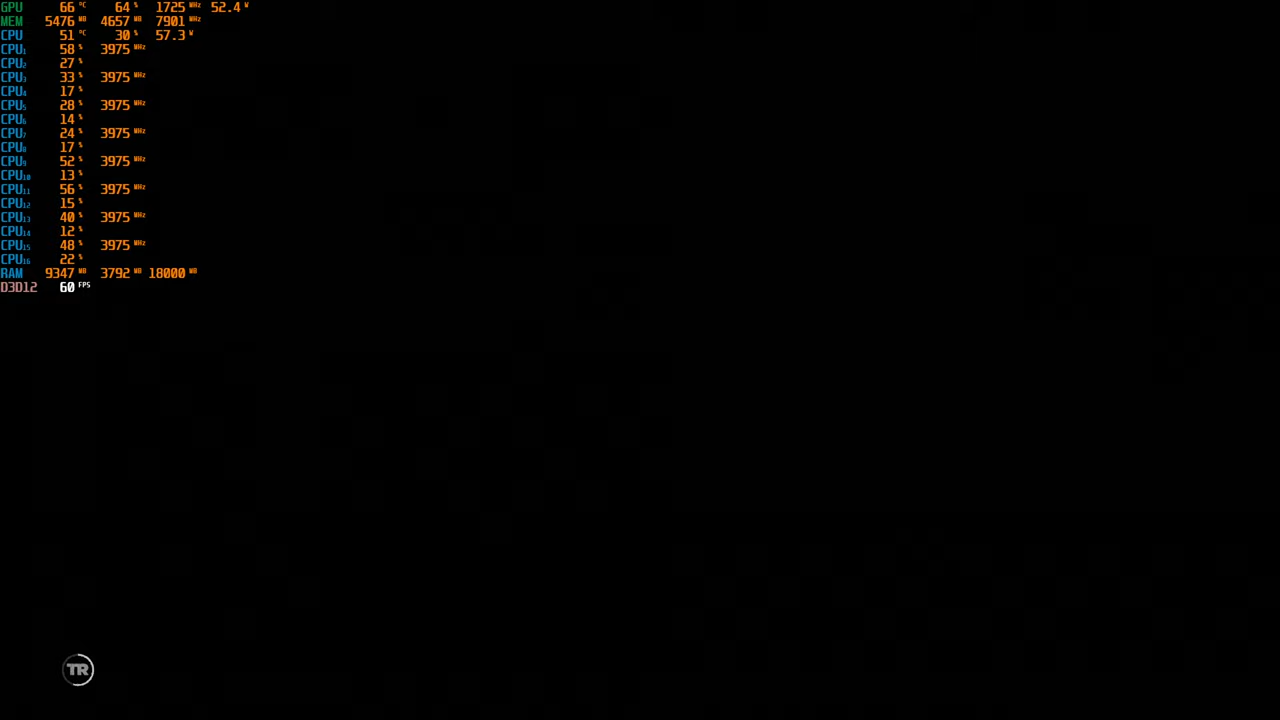 GPU 66 °C 64 % 1725 MHz 52.4 W
MEM 5476 MB 4657 MB 7901 MHz
CPU 51 °C 30 % 57.3 W
CPU1 58 % 3975 MHz
CPU2 27 %
CPU3 33 % 3975 MHz
CPU4 17 %
CPU5 28 % 3975 MHz
CPU6 14 %
CPU7 24 % 3975 MHz
CPU8 17 %
CPU9 52 % 3975 MHz
CPU10 13 %
CPU11 56 % 3975 MHz
CPU12 15 %
CPU13 40 % 3975 MHz
CPU14 12 %
CPU15 48 % 3975 MHz
CPU16 22 %
RAM 9347 MB 3792 MB 18000 MB
D3D12 60 FPS
TR